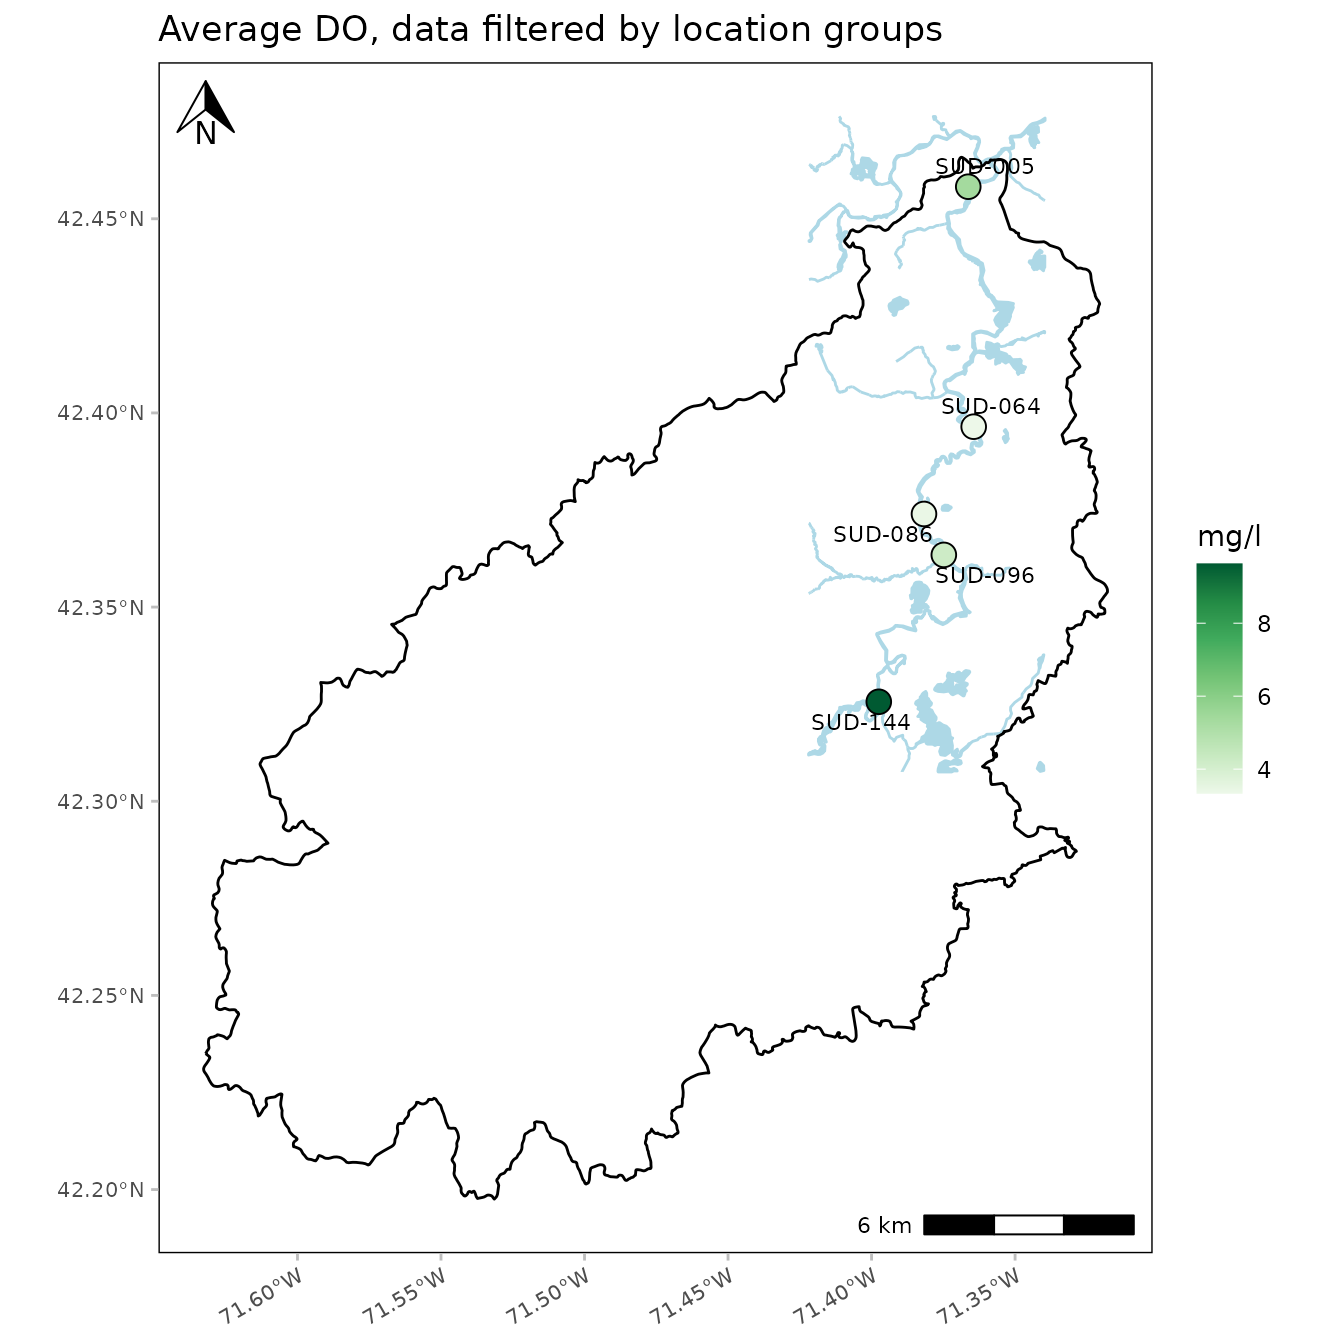 Average DO, data filtered by location groups
N
SUD-005
42.45°N
SUD-064
42.40°N
SUD-086
SUD-096
42.35°N
SUD-144
42.30°N
42.25°N
42.20°N
mg/l
8
6
4
6 km
71.60°W
71.55°W
71.50°W
71.45°W
71.40°W
71.35°W